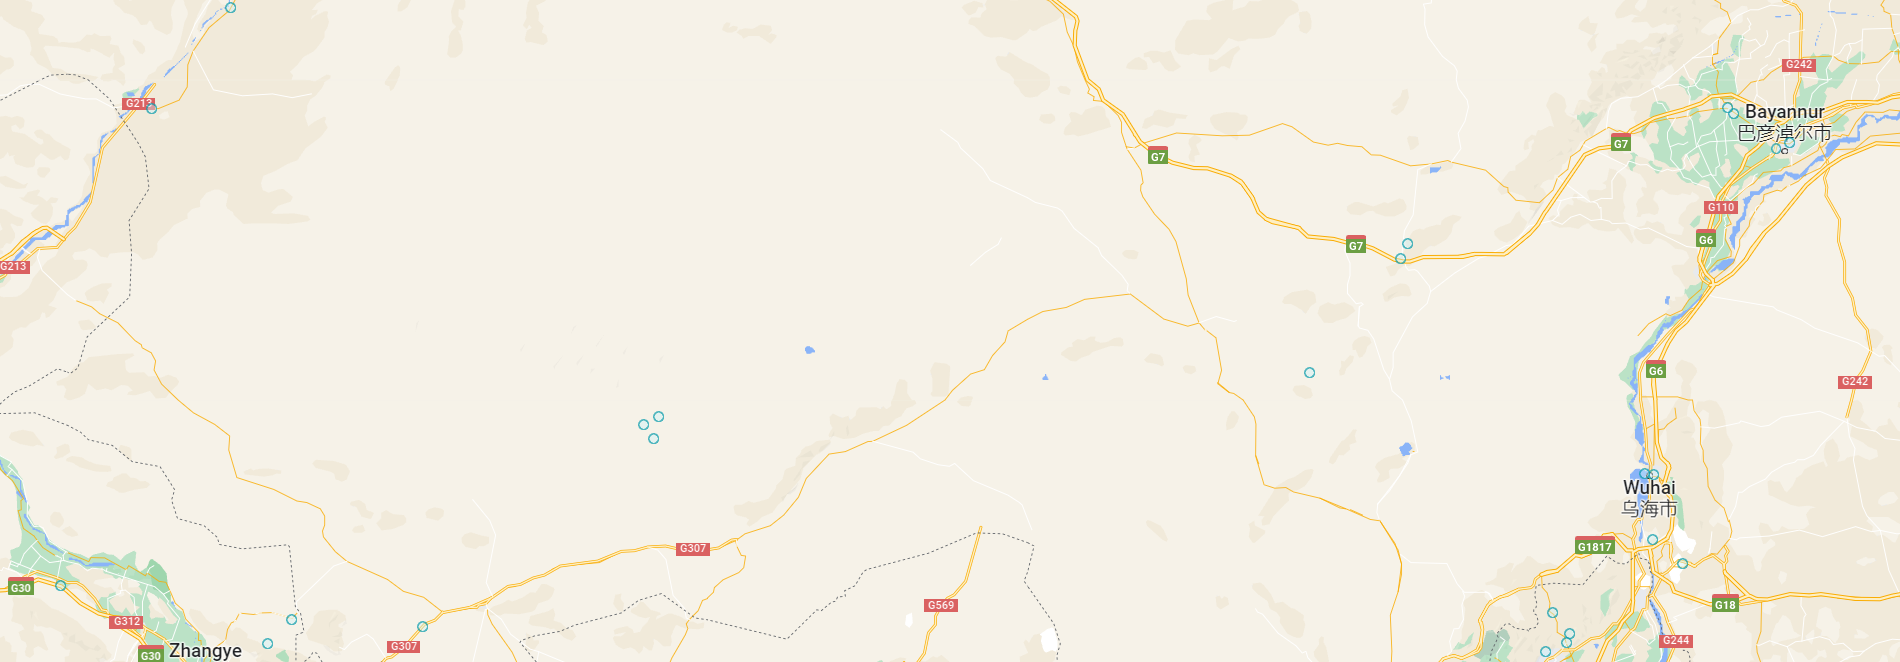 G242
G213
Bayannur
巴彦淖尔市
G7
G7
G110
G6
G7
G213
G6
G242
Wuhai
乌海市
G307
G1817
G30
G569
G18
G312
G307
G244
G30
Zhangye